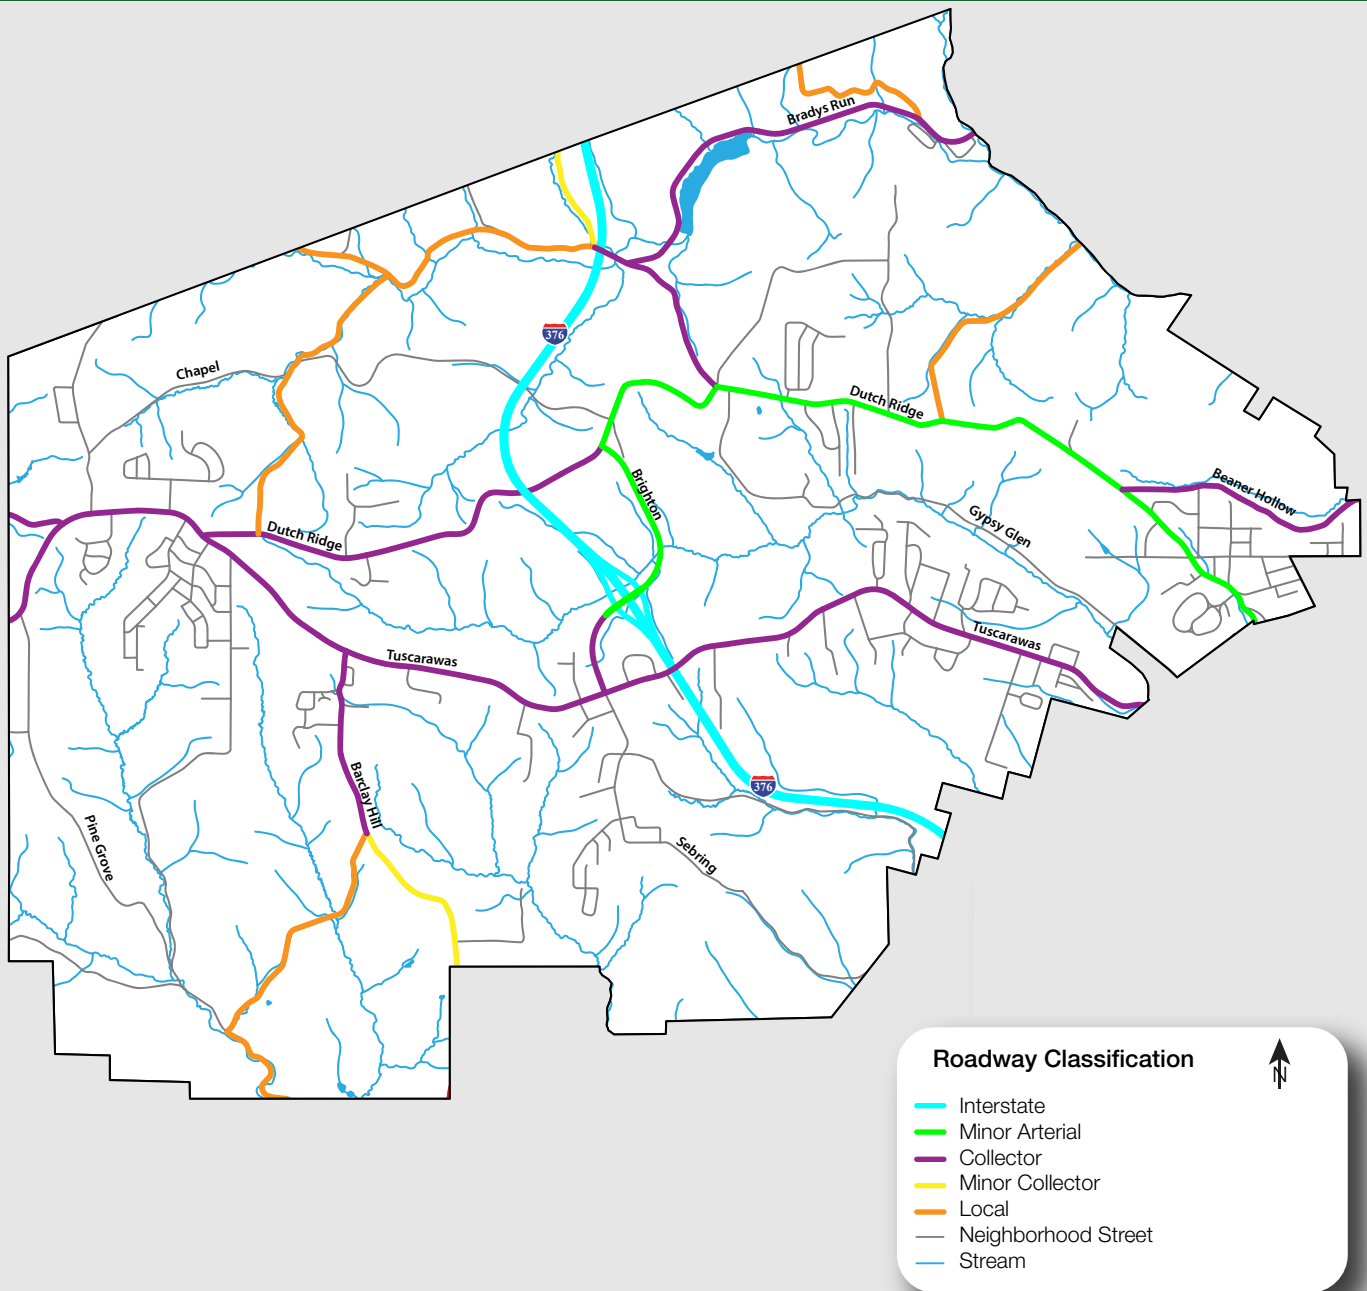 Bradys Run
376
Chapel
Dutch Ridge
Beaner Hollow
Brighton
Gypsy Glen
Dutch Ridge
Tuscarawas
Tuscarawas
Barclay Hill
376
Pine Grove
Sebring
Roadway Classification
N
Interstate
Minor Arterial
Collector
Minor Collector
Local
Neighborhood Street
Stream